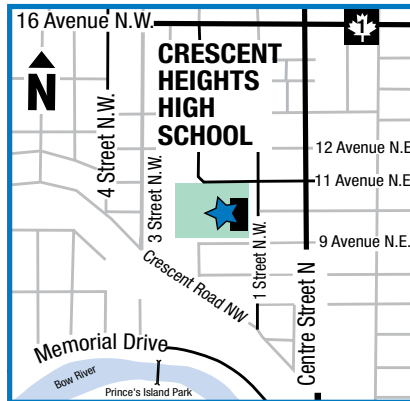 16 Avenue N.W.
1
CRESCENT
HEIGHTS
HIGH
SCHOOL
N
4 Street N.W.
3 Street N.W.
12 Avenue N.E
11 Avenue N.E.
1 Street N.W.
9 Avenue N.E.
Crescent Road NW
Centre Street N
Memorial Drive
Bow River
Prince's Island Park